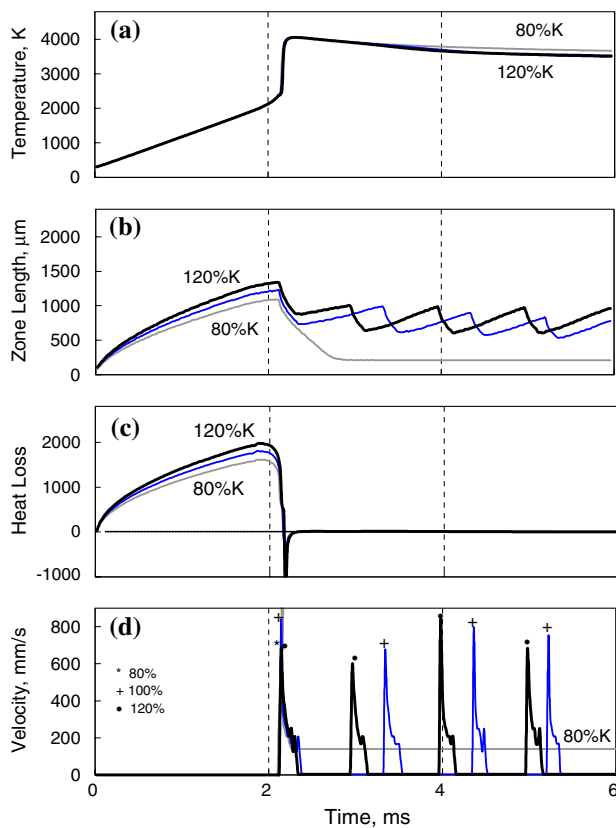 (a)
Temperature, K
4000
3000
2000
1000
0
80%K
120%K
(b)
Zone Length, μm
2000
1500
1000
500
0
120%K
80%K
(c)
Heat Loss
2000
1000
0
-1000
120%K
80%K
(d)
Velocity, mm/s
800
600
400
200
0
* 80%
+ 100%
• 120%
80%K
0 2 4 6
Time, ms